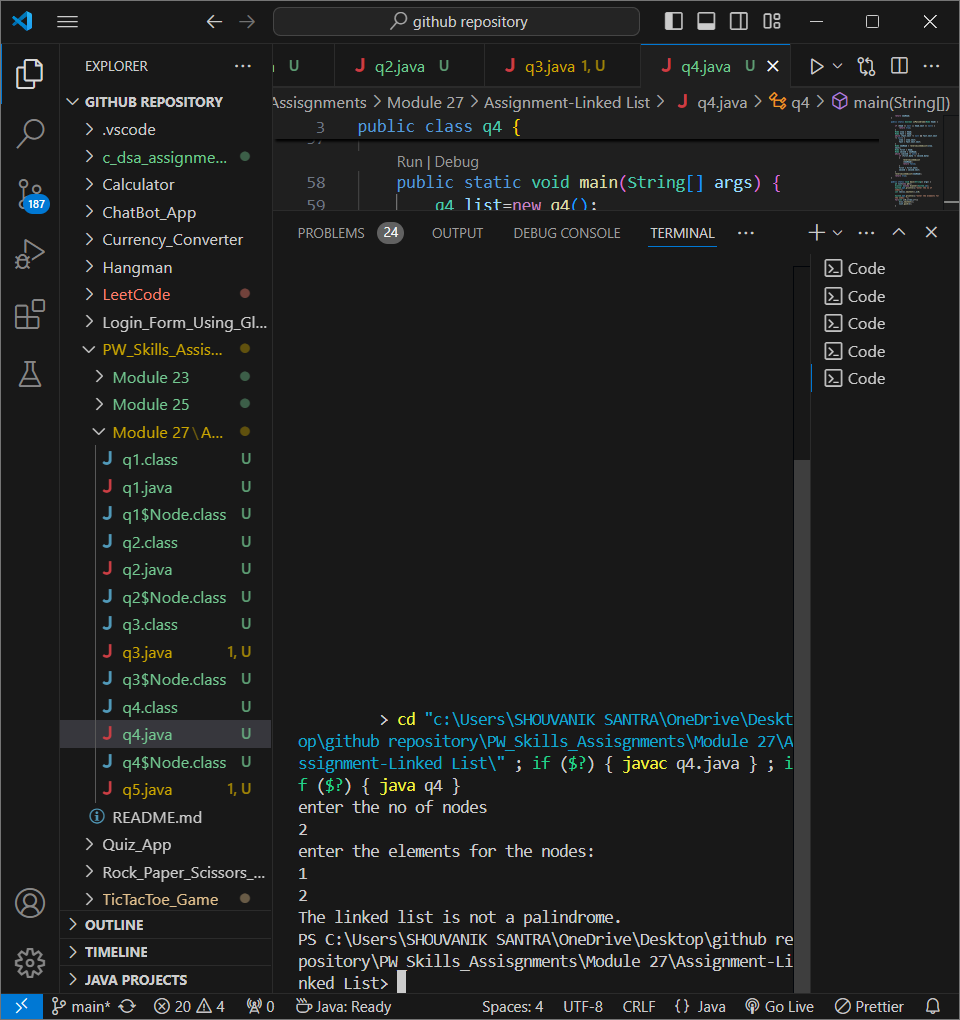 github repository
EXPLORER
GITHUB REPOSITORY
.vscode
c_dsa_assignme...
Calculator
187
ChatBot_App
Currency_Converter
Hangman
LeetCode
Login_Form_Using_Gl...
PW_Skills_Assis...
Module 23
Module 25
Module 27\A...
q1.class U
q1.java U
q1$Node.class U
q2.class U
q2.java U
q2$Node.class U
q3.class U
q3.java 1, U
q3$Node.class U
q4.class U
q4.java U
q4$Node.class U
q5.java 1, U
README.md
Quiz_App
Rock_Paper_Scissors_...
TicTacToe_Game
OUTLINE
TIMELINE
JAVA PROJECTS
U q2.java U q3.java 1, U q4.java U
Assisgnments > Module 27 > Assignment-Linked List > q4.java > q4 > main(String[])
3 public class q4 {
Run | Debug
58 public static void main(String[] args) {
59 q4 list=new q4();
PROBLEMS 24 OUTPUT DEBUG CONSOLE TERMINAL
Code
Code
Code
Code
Code
> cd "c:\Users\SHOUVANIK SANTRA\OneDrive\Deskt
op\github repository\PW_Skills_Assisgnments\Module 27\A
ssignment-Linked List\" ; if ($?) { javac q4.java } ; i
f ($?) { java q4 }
enter the no of nodes
2
enter the elements for the nodes:
1
2
The linked list is not a palindrome.
PS C:\Users\SHOUVANIK SANTRA\OneDrive\Desktop\github re
pository\PW_Skills_Assisgnments\Module 27\Assignment-Li
nked List>
main* 20 4 0 Java: Ready Spaces: 4 UTF-8 CRLF {} Java Go Live Prettier